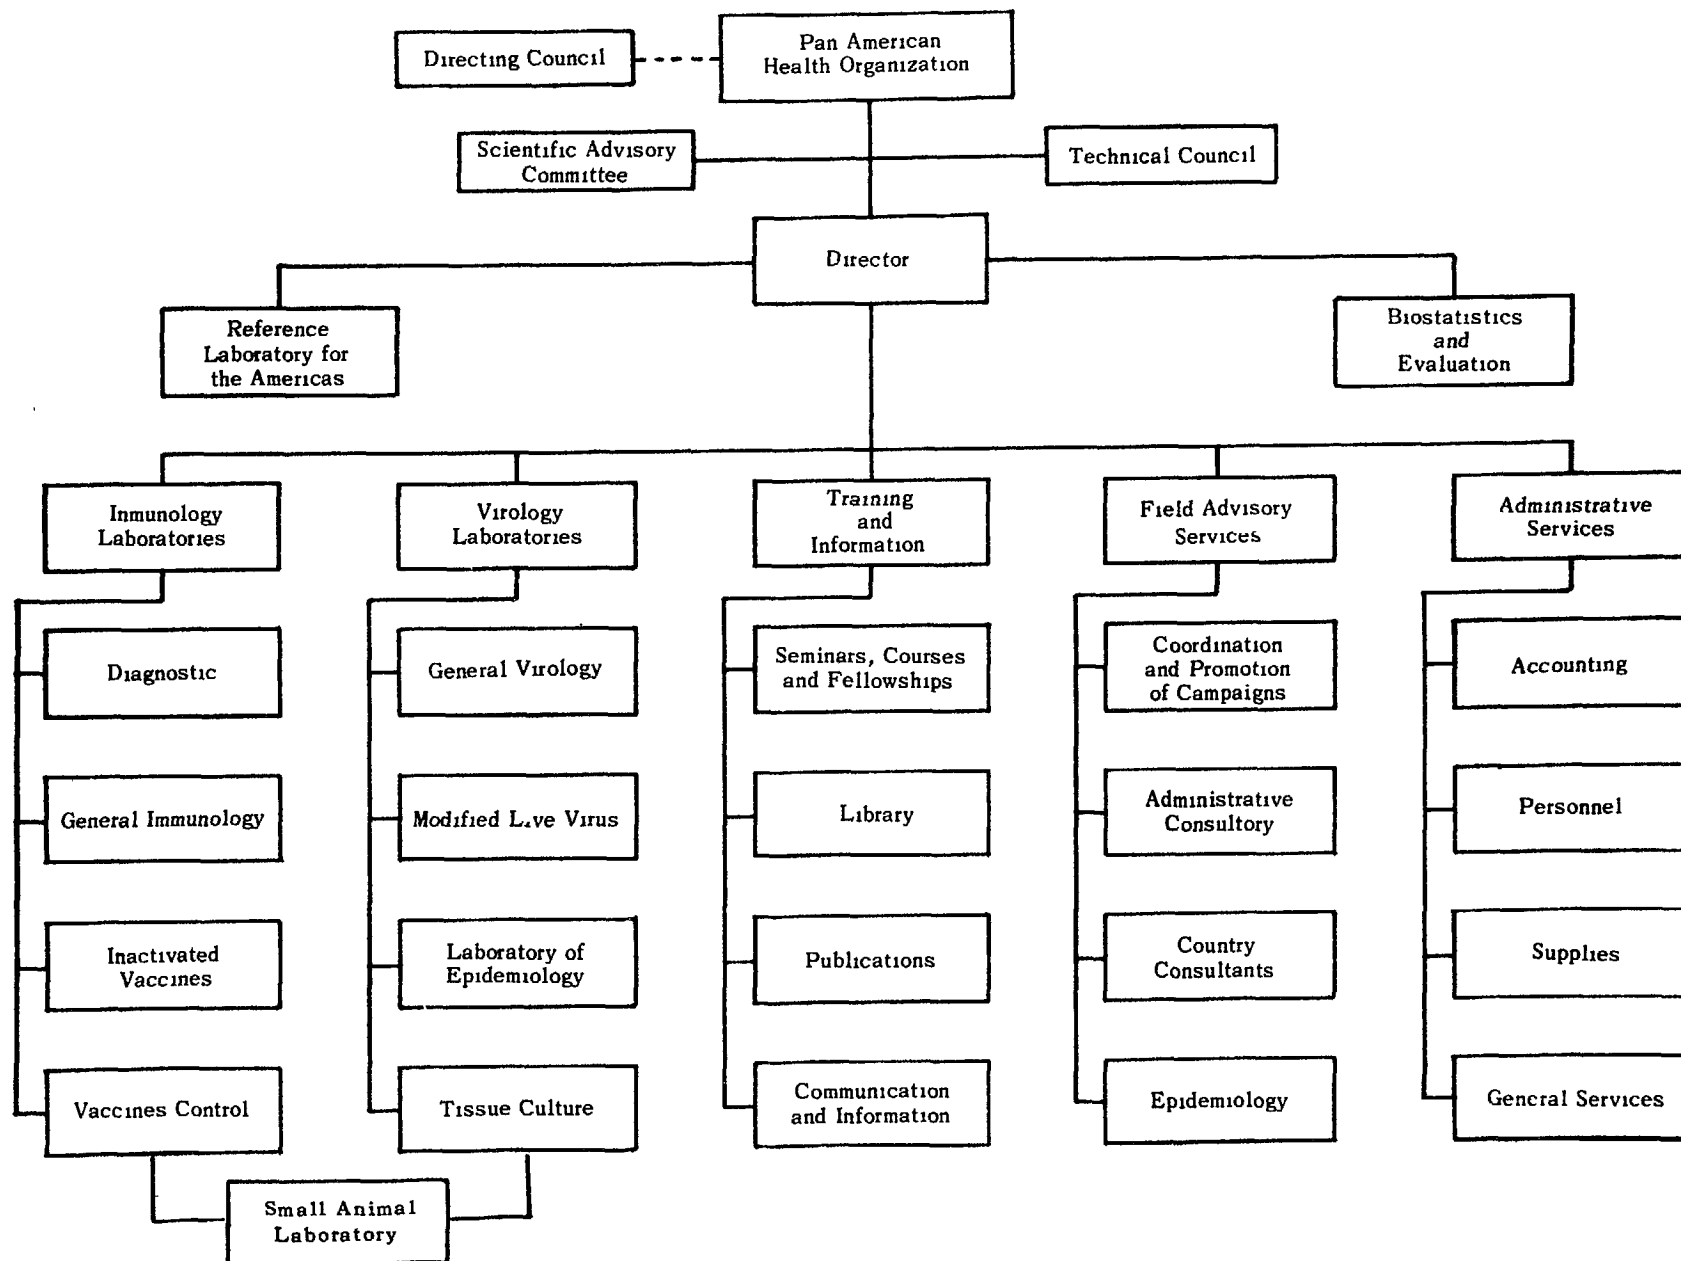 Directing Council
Pan American
Health Organization
Scientific Advisory
Committee
Technical Council
Director
Reference
Laboratory for
the Americas
Biostatistics
and
Evaluation
Inmunology
Laboratories
Virology
Laboratories
Training
and
Information
Field Advisory
Services
Administrative
Services
Diagnostic
General Virology
Seminars, Courses
and Fellowships
Coordination
and Promotion
of Campaigns
Accounting
General Immunology
Modified Live Virus
Library
Administrative
Consultory
Personnel
Inactivated
Vaccines
Laboratory of
Epidemiology
Publications
Country
Consultants
Supplies
Vaccines Control
Tissue Culture
Communication
and Information
Epidemiology
General Services
Small Animal
Laboratory